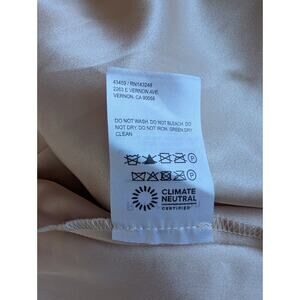 43459 / RN143248
2263 E VERNON AVE.
VERNON, CA 90058
DO NOT WASH. DO NOT BLEACH. DO
NOT DRY. DO NOT IRON. GREEN DRY
CLEAN
CLIMATE
NEUTRAL
CERTIFIED